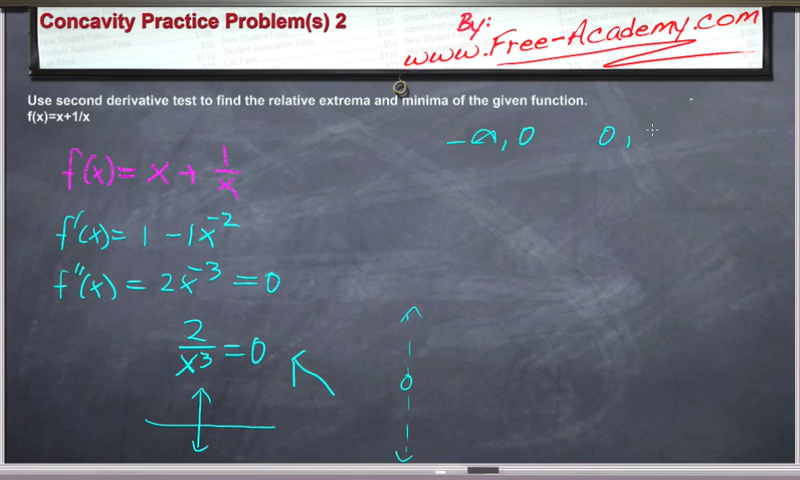 Concavity Practice Problem(s) 2
By:
www.Free-Academy.com
Use second derivative test to find the relative extrema and minima of the given function.
f(x)=x+1/x
-∞, 0 0,
f(x) = x + 1/x
f'(x) = 1 - 1x⁻²
f''(x) = 2x⁻³ = 0
2/x³ = 0
0